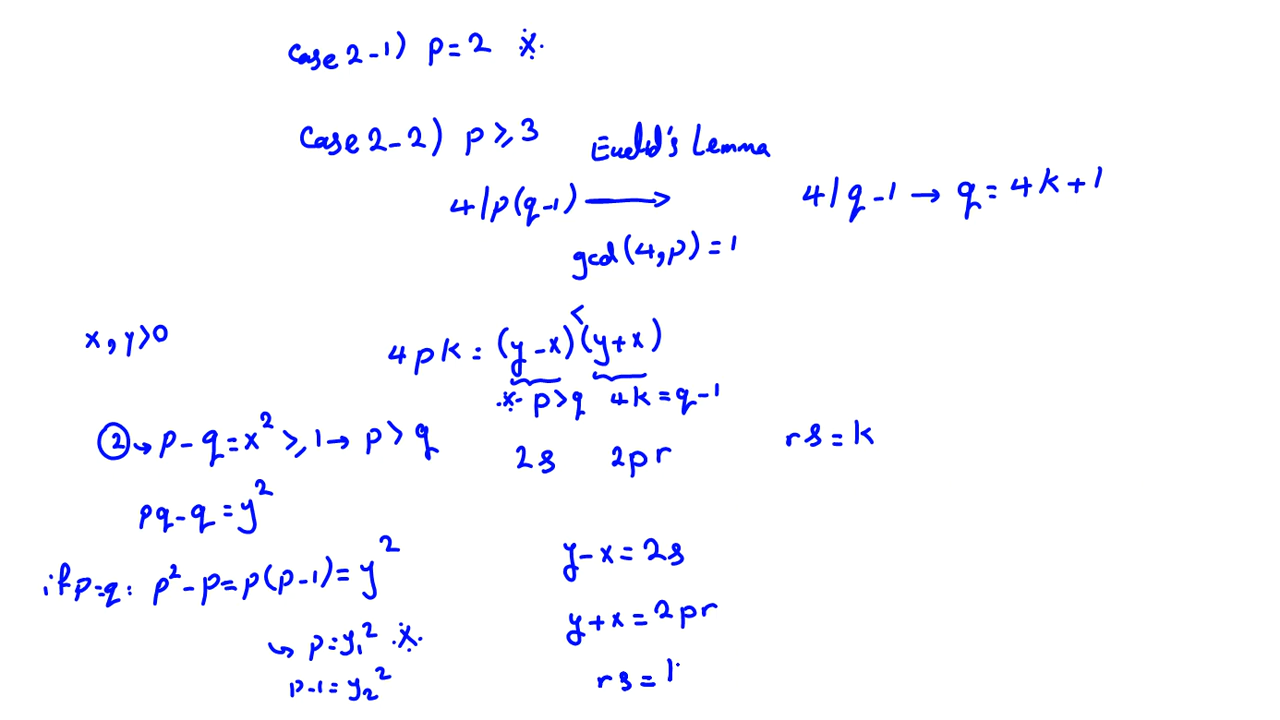 Case 2-1) p=2 ※
Case 2-2) p≥3
Euclid's Lemma
4|p(q-1) ⟶ 4|q-1 → q=4k+1
gcd(4,p)=1
x,y>0
<
4pk=(y-x)(y+x)
※ p>q 4k=q-1
② ↪ p-q=x²≥1 → p>q
2s 2pr
rs=k
pq-q=y²
if p=q: p²-p=p(p-1)=y²
↪ p=y₁² ※
p-1=y₂²
y-x=2s
y+x=2pr
rs=1